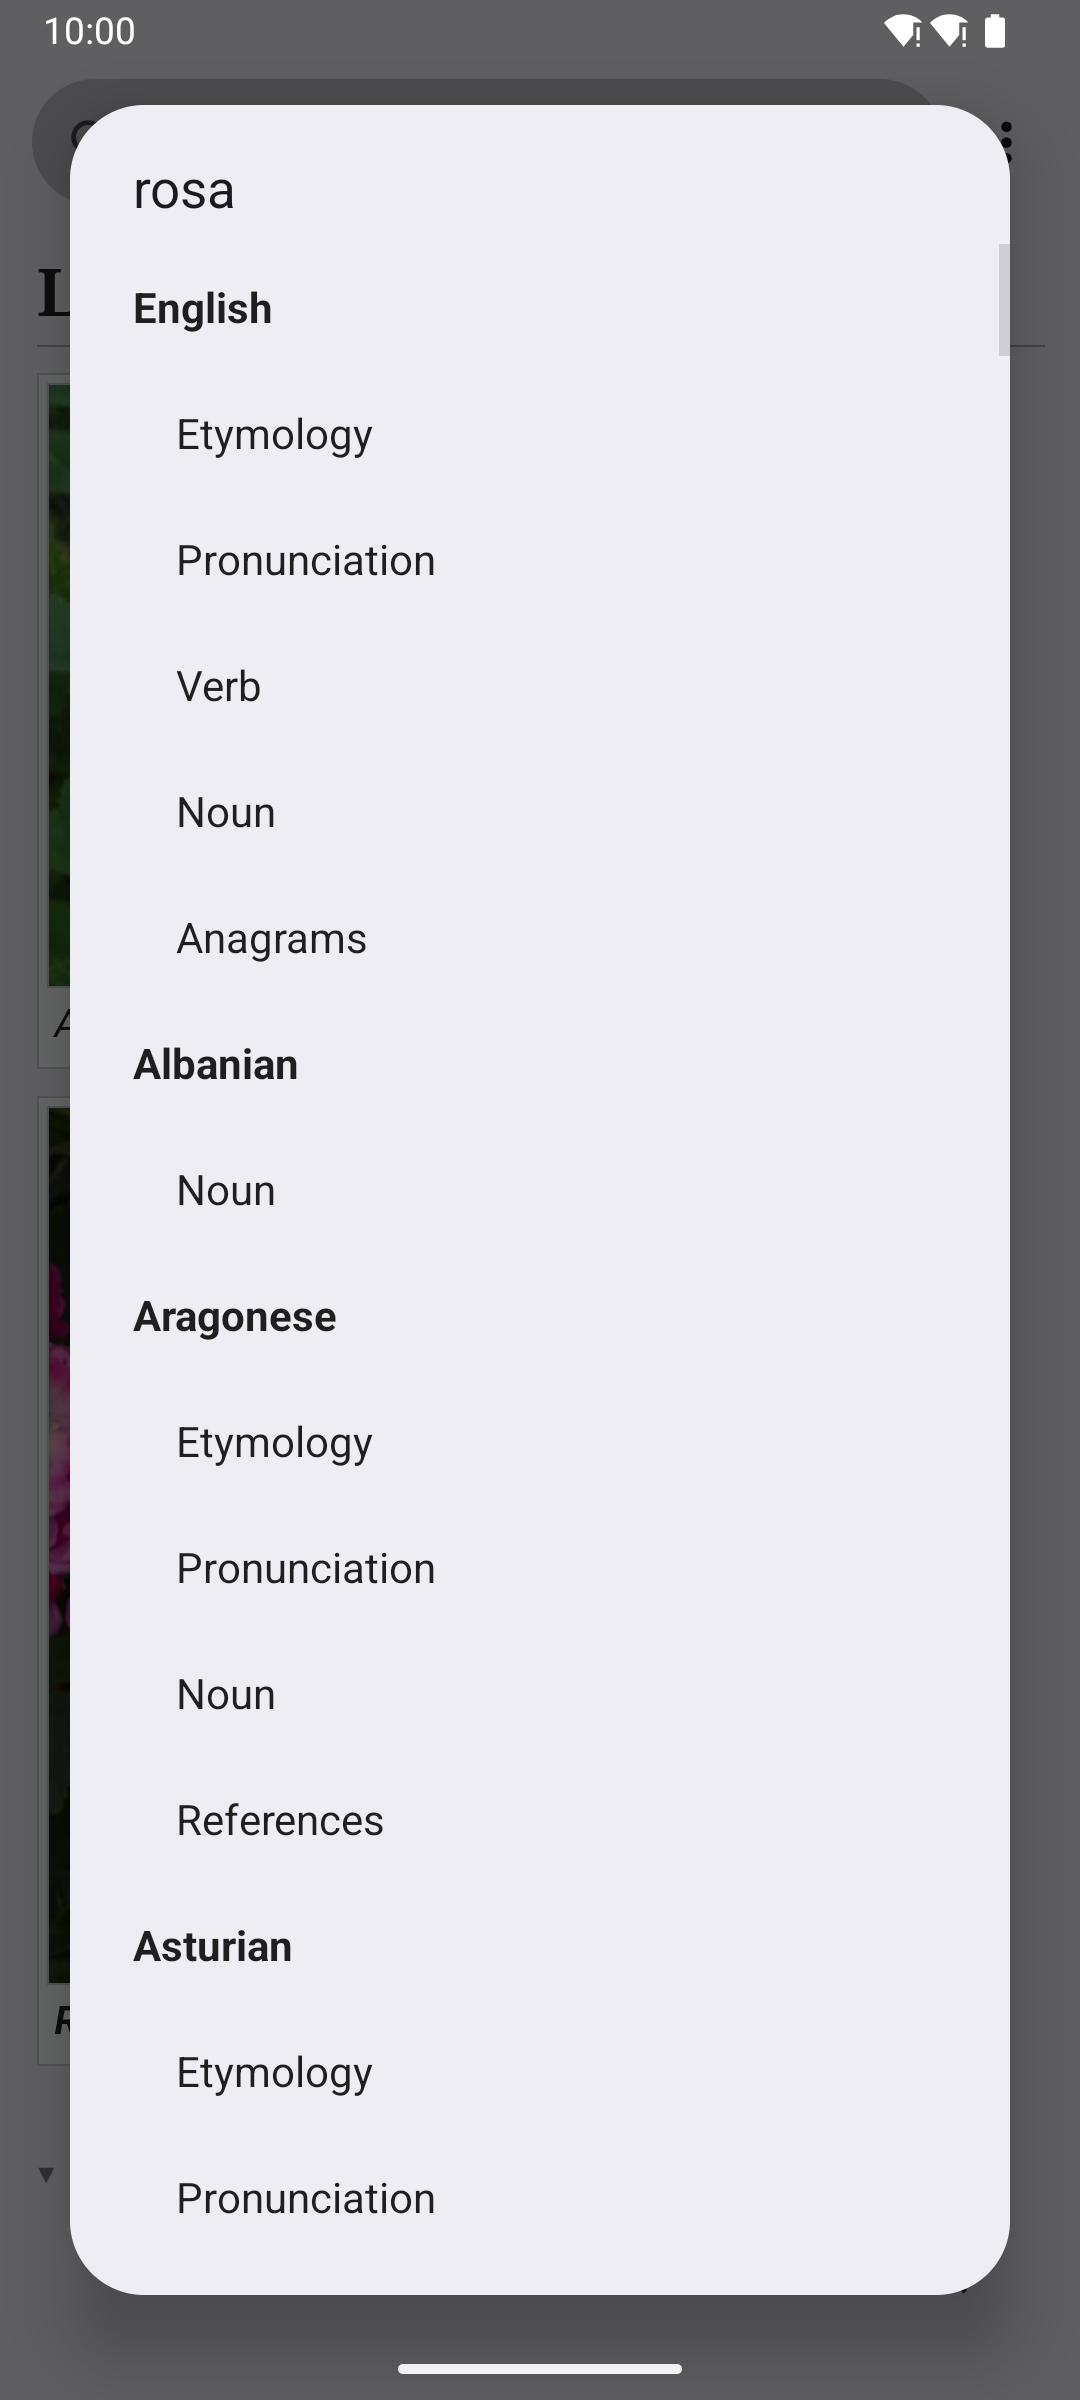 10:00
rosa
English
Etymology
Pronunciation
Verb
Noun
Anagrams
Albanian
Noun
Aragonese
Etymology
Pronunciation
Noun
References
Asturian
Etymology
Pronunciation